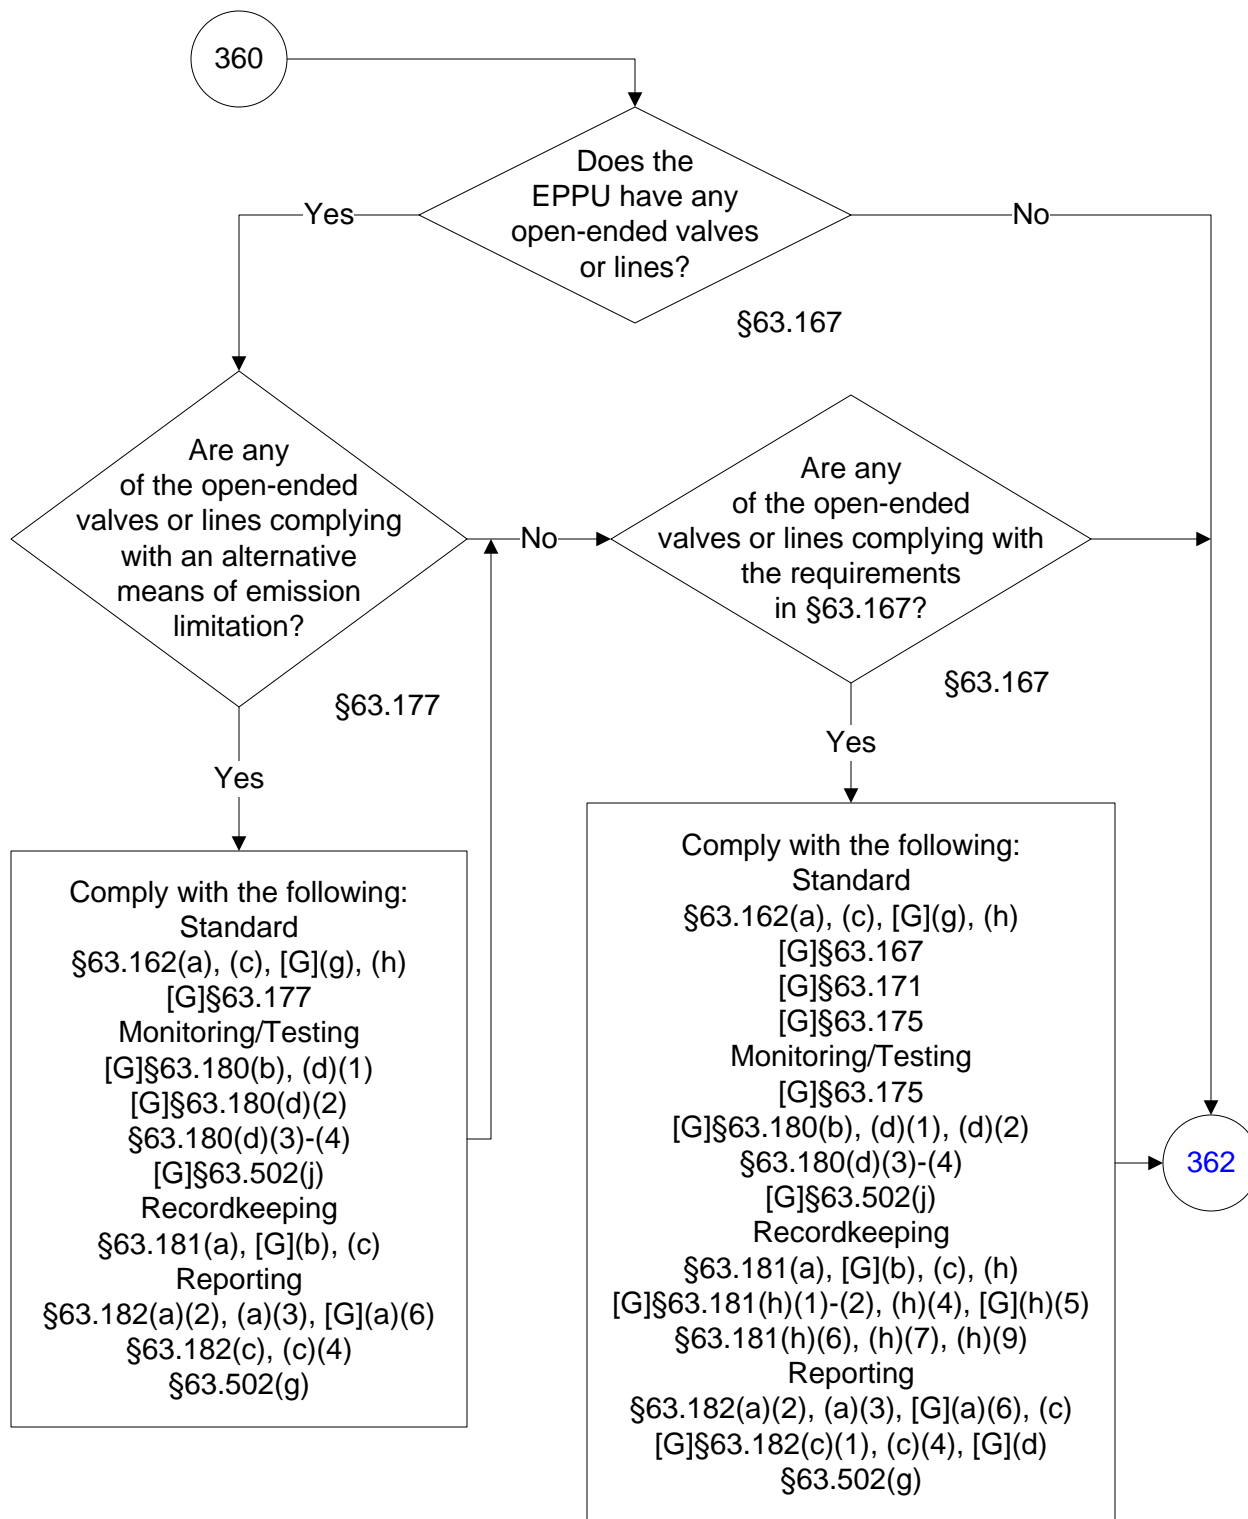 360
Does the
EPPU have any
open-ended valves
or lines?
Yes
No
§63.167
Are any
of the open-ended
valves or lines complying
with an alternative
means of emission
limitation?
No
§63.177
Yes
Are any
of the open-ended
valves or lines complying with
the requirements
in §63.167?
§63.167
Yes
Comply with the following:
Standard
§63.162(a), (c), [G](g), (h)
[G]§63.177
Monitoring/Testing
[G]§63.180(b), (d)(1)
[G]§63.180(d)(2)
§63.180(d)(3)-(4)
[G]§63.502(j)
Recordkeeping
§63.181(a), [G](b), (c)
Reporting
§63.182(a)(2), (a)(3), [G](a)(6)
§63.182(c), (c)(4)
§63.502(g)
Comply with the following:
Standard
§63.162(a), (c), [G](g), (h)
[G]§63.167
[G]§63.171
[G]§63.175
Monitoring/Testing
[G]§63.175
[G]§63.180(b), (d)(1), (d)(2)
§63.180(d)(3)-(4)
[G]§63.502(j)
Recordkeeping
§63.181(a), [G](b), (c), (h)
[G]§63.181(h)(1)-(2), (h)(4), [G](h)(5)
§63.181(h)(6), (h)(7), (h)(9)
Reporting
§63.182(a)(2), (a)(3), [G](a)(6), (c)
[G]§63.182(c)(1), (c)(4), [G](d)
§63.502(g)
362